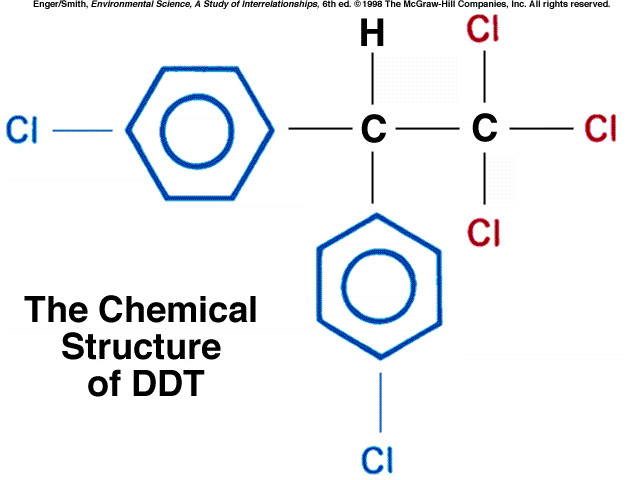 Enger/Smith, Environmental Science, A Study of Interrelationships, 6th ed. ©1998 The McGraw-Hill Companies, Inc. All rights reserved.
H
Cl
Cl
C
C
Cl
Cl
The Chemical
Structure
of DDT
Cl